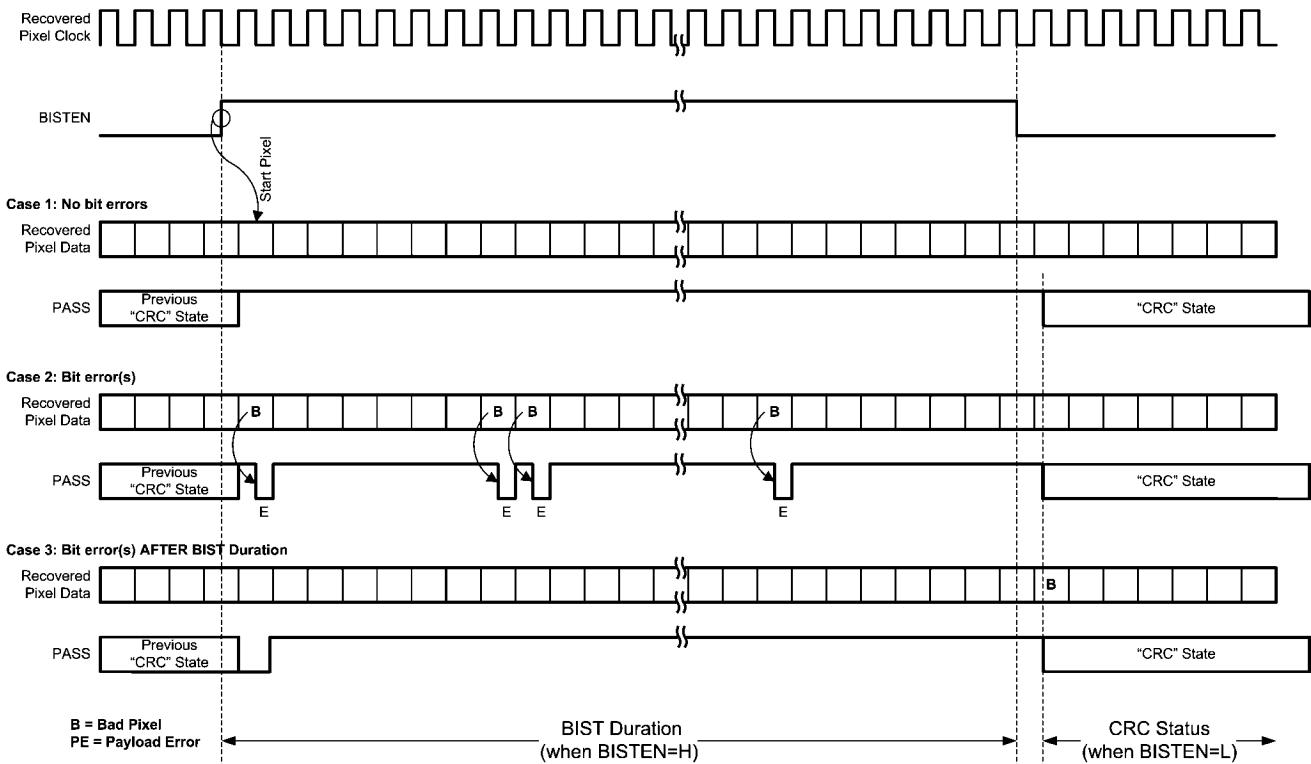 Recovered
Pixel Clock
BISTEN
Start Pixel
Case 1: No bit errors
Recovered
Pixel Data
PASS
Previous
“CRC” State
“CRC” State
Case 2: Bit error(s)
Recovered
Pixel Data
B
B
B
B
PASS
Previous
“CRC” State
“CRC” State
E
E
E
E
Case 3: Bit error(s) AFTER BIST Duration
Recovered
Pixel Data
B
PASS
Previous
“CRC” State
“CRC” State
B = Bad Pixel
PE = Payload Error
BIST Duration
(when BISTEN=H)
CRC Status
(when BISTEN=L)